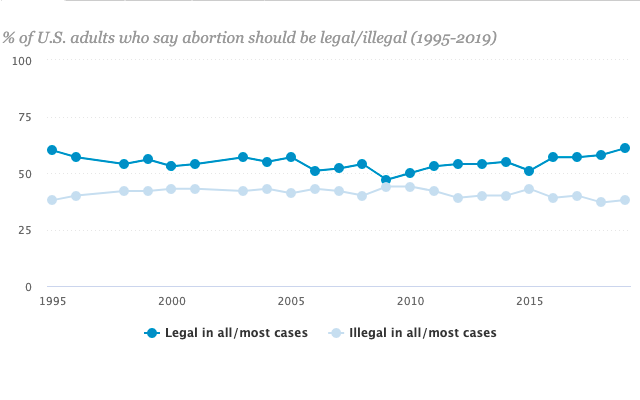 % of U.S. adults who say abortion should be legal/illegal (1995-2019)
100
75
50
25
0
1995 2000 2005 2010 2015
Legal in all/most cases Illegal in all/most cases